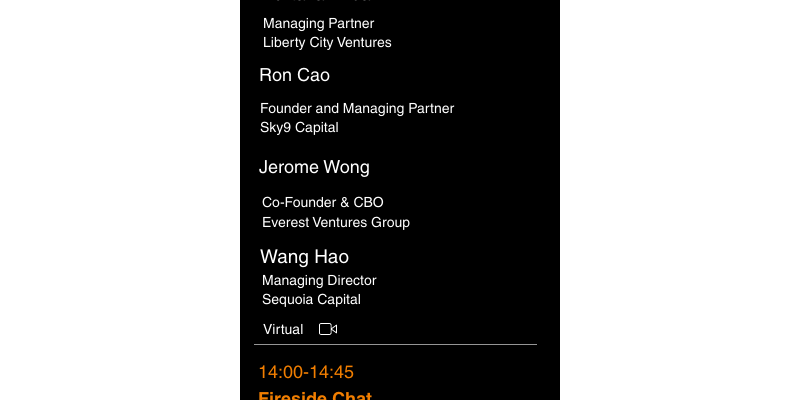 Managing Partner
Liberty City Ventures
Ron Cao
Founder and Managing Partner
Sky9 Capital
Jerome Wong
Co-Founder & CBO
Everest Ventures Group
Wang Hao
Managing Director
Sequoia Capital
Virtual
14:00-14:45
Fireside Chat